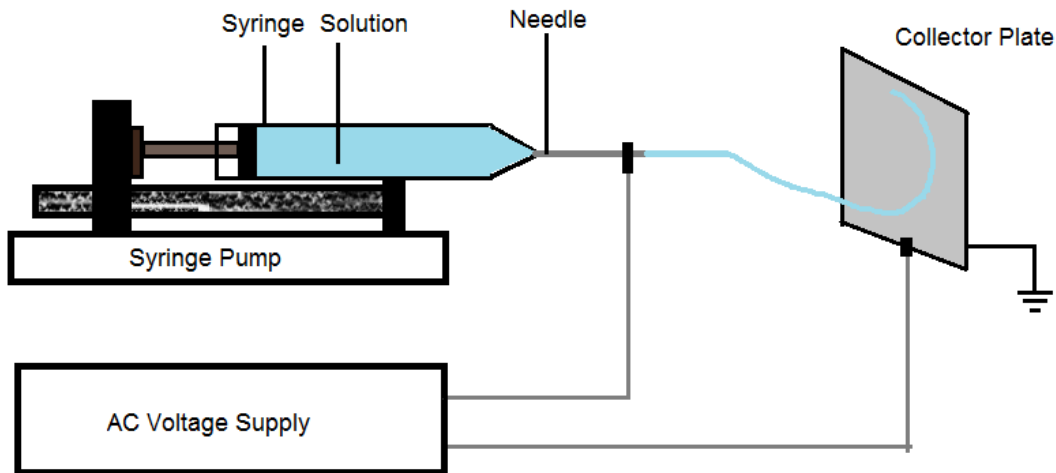 Syringe
Solution
Needle
Collector Plate
Syringe Pump
AC Voltage Supply